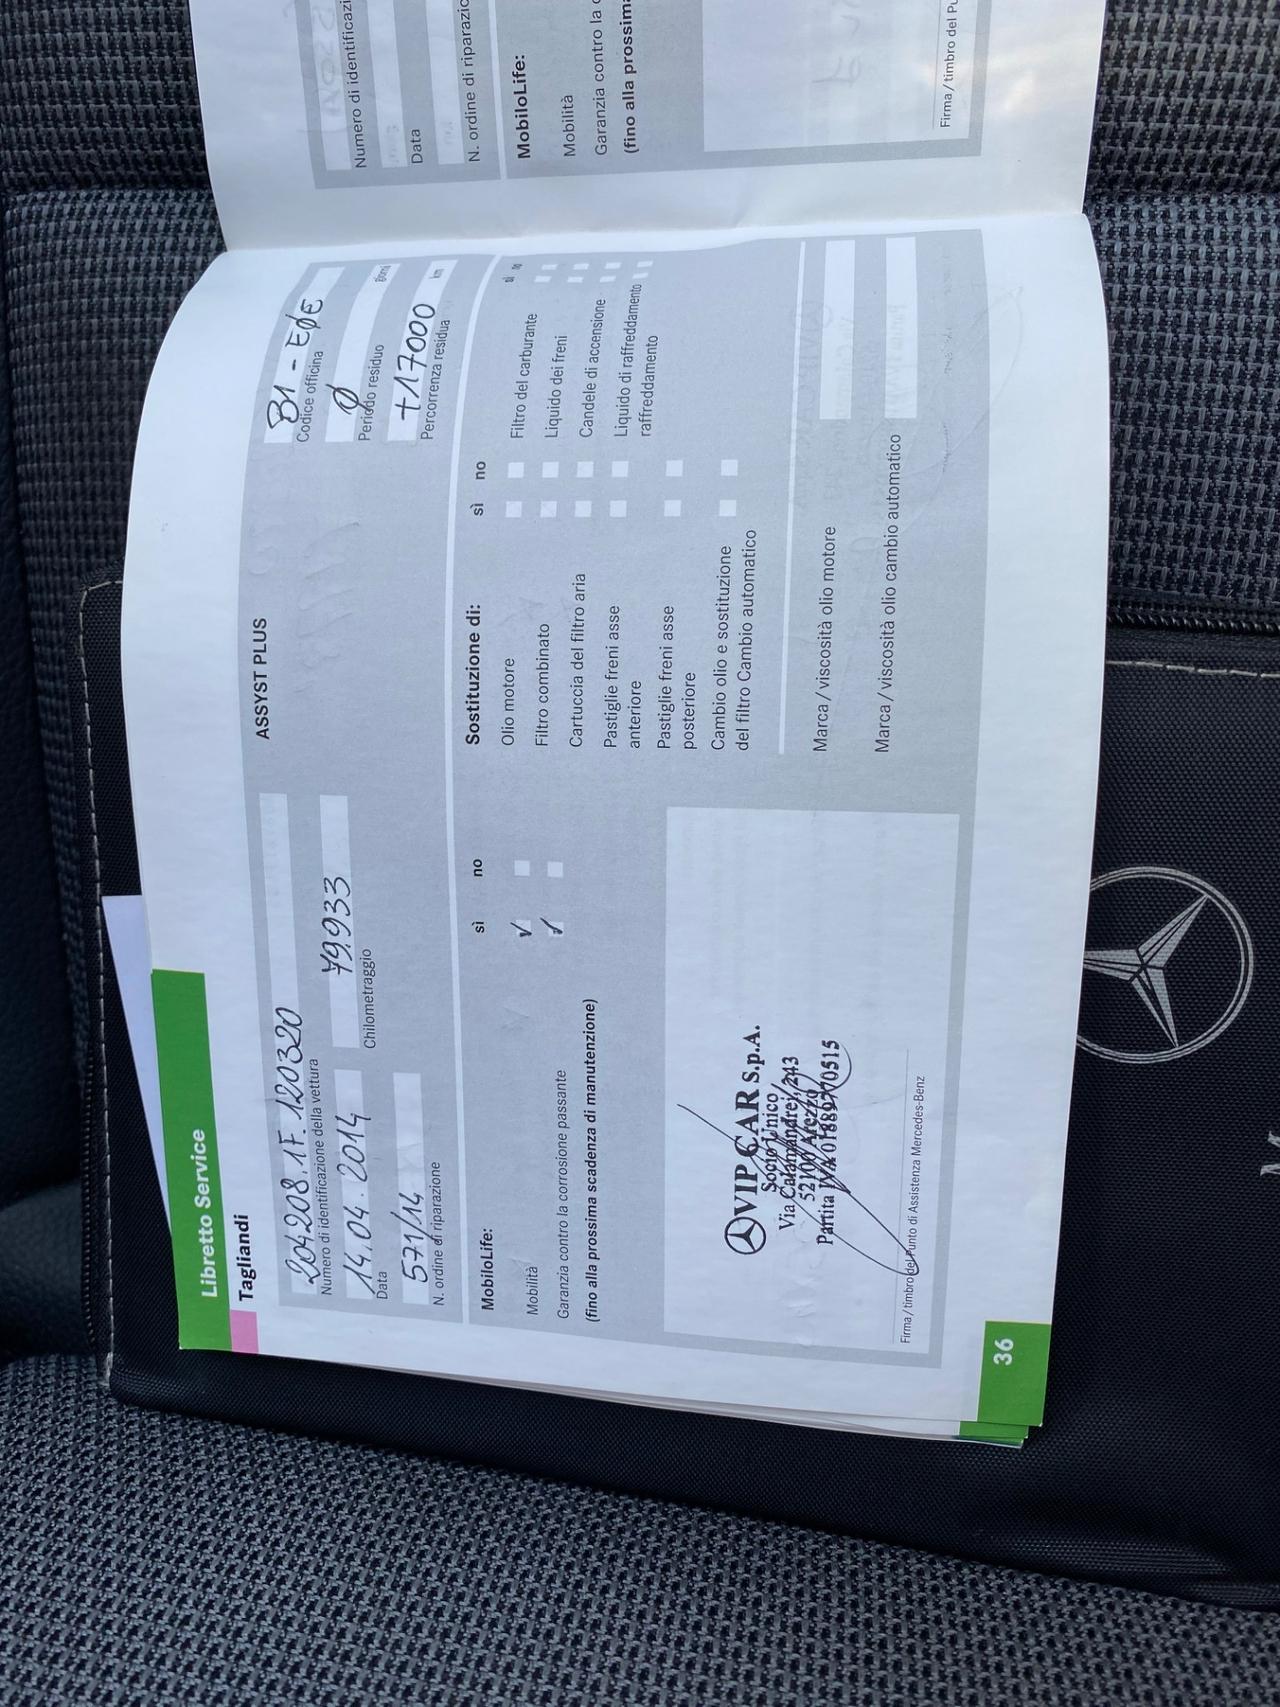 Libretto Service
Tagliandi
204208.1F.120320
Numero di identificazione della vettura
14.04.2014
Data
79.933
Chilometraggio
571/14
N. ordine di riparazione
ASSYST PLUS
B1 - EØE
Codice officina
Ø
giorni
Periodo residuo
+17000
km
Percorrenza residua
MobiloLife:
sì no
Mobilità
Garanzia contro la corrosione passante
(fino alla prossima scadenza di manutenzione)
VIP CAR S.p.A.
Socio Unico
Via Calamandrei, 243
52100 Arezzo
Partita IVA 01889770515
Firma / timbro del Punto di Assistenza Mercedes-Benz
Sostituzione di:
sì no
sì no
Olio motore
Filtro combinato
Cartuccia del filtro aria
Pastiglie freni asse
anteriore
Pastiglie freni asse
posteriore
Cambio olio e sostituzione
del filtro Cambio automatico
Filtro del carburante
Liquido dei freni
Candele di accensione
Liquido di raffreddamento
raffreddamento
Marca / viscosità olio motore
Marca / viscosità olio cambio automatico
36
Numero di identificazi
Data
N. ordine di riparazio
MobiloLife:
Mobilità
Garanzia contro la c
(fino alla prossima
Firma / timbro del Pu